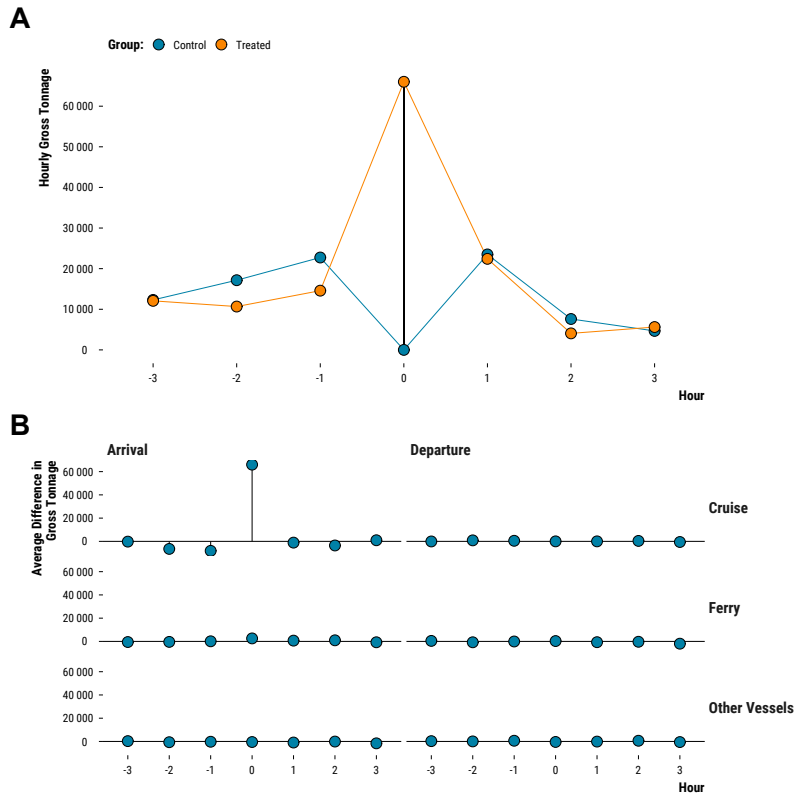 A
Group: Control Treated
Hourly Gross Tonnage
60 000
50 000
40 000
30 000
20 000
10 000
0
-3 -2 -1 0 1 2 3
Hour
B
Arrival Departure
Average Difference in
Gross Tonnage
60 000
40 000
20 000
0
Cruise
60 000
40 000
20 000
0
Ferry
60 000
40 000
20 000
0
Other Vessels
-3 -2 -1 0 1 2 3 -3 -2 -1 0 1 2 3
Hour